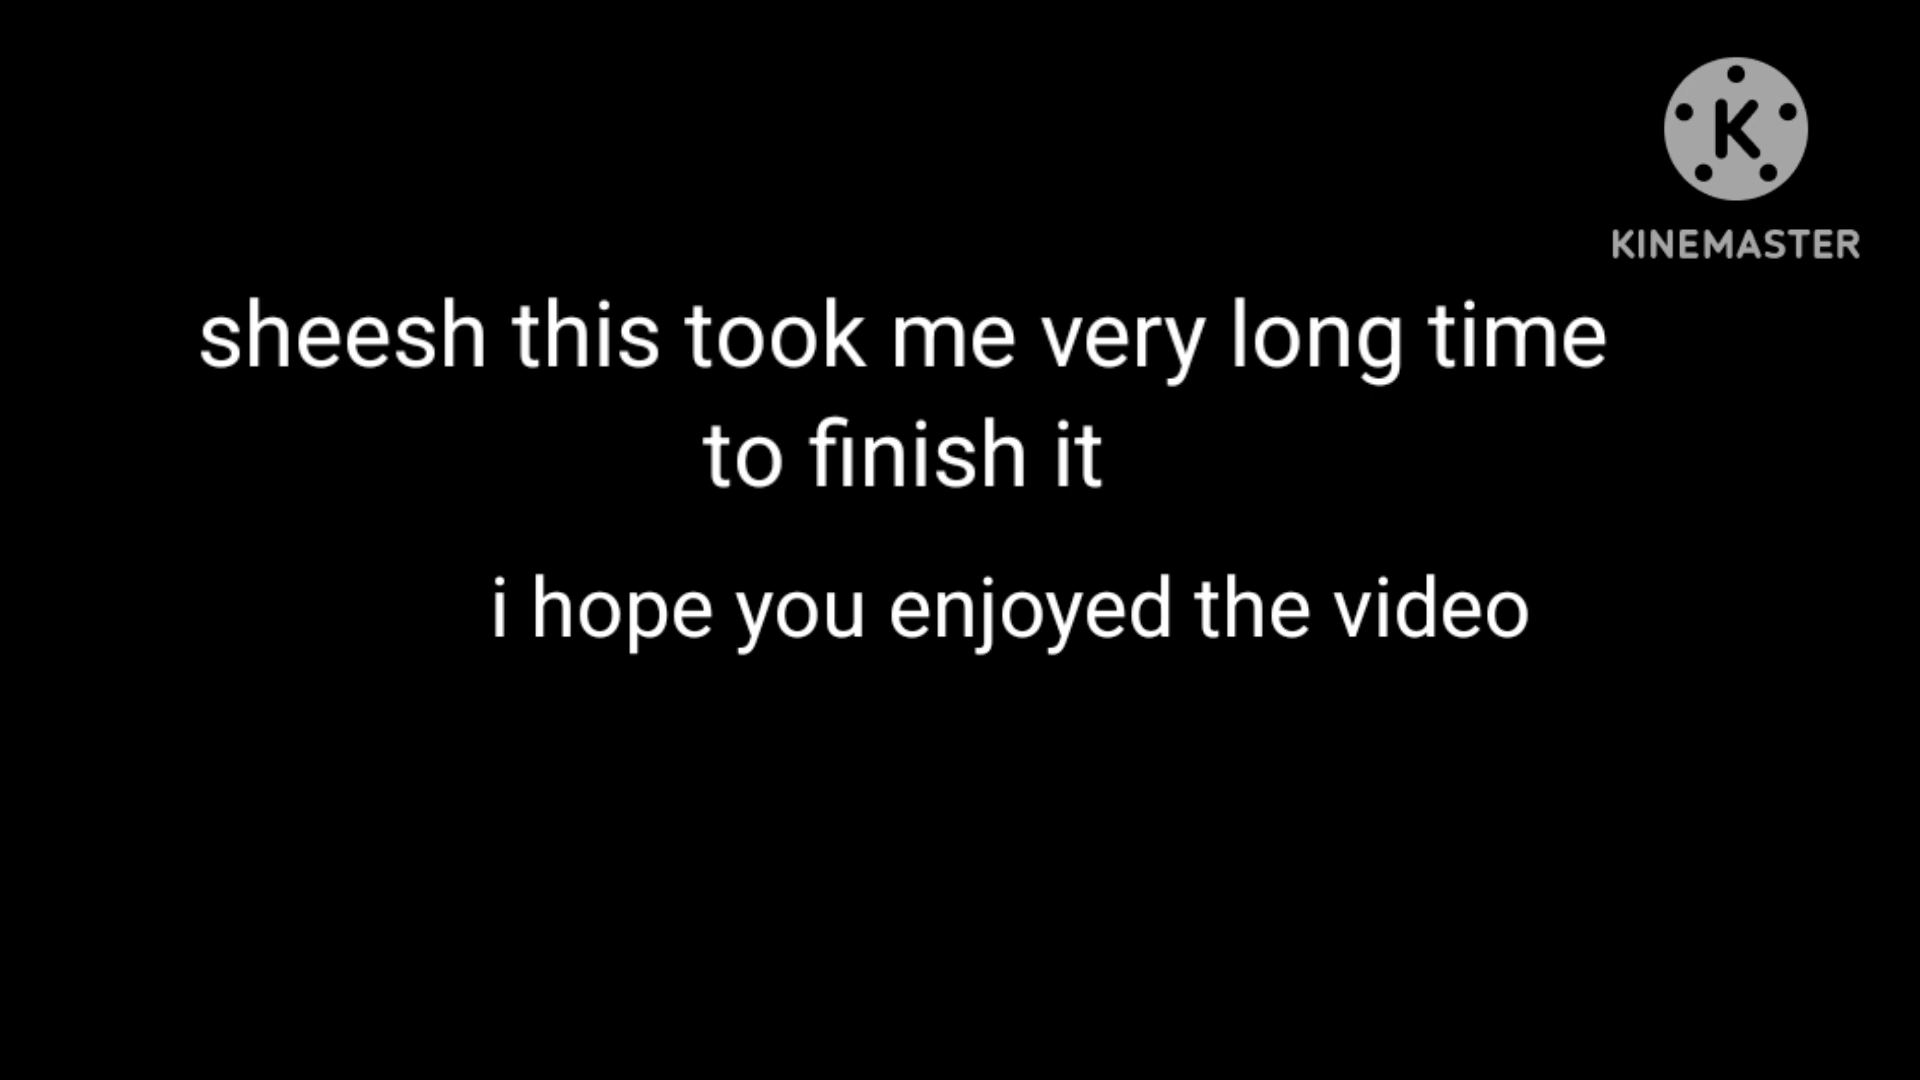 K
KINEMASTER
sheesh this took me very long time
to finish it
i hope you enjoyed the video